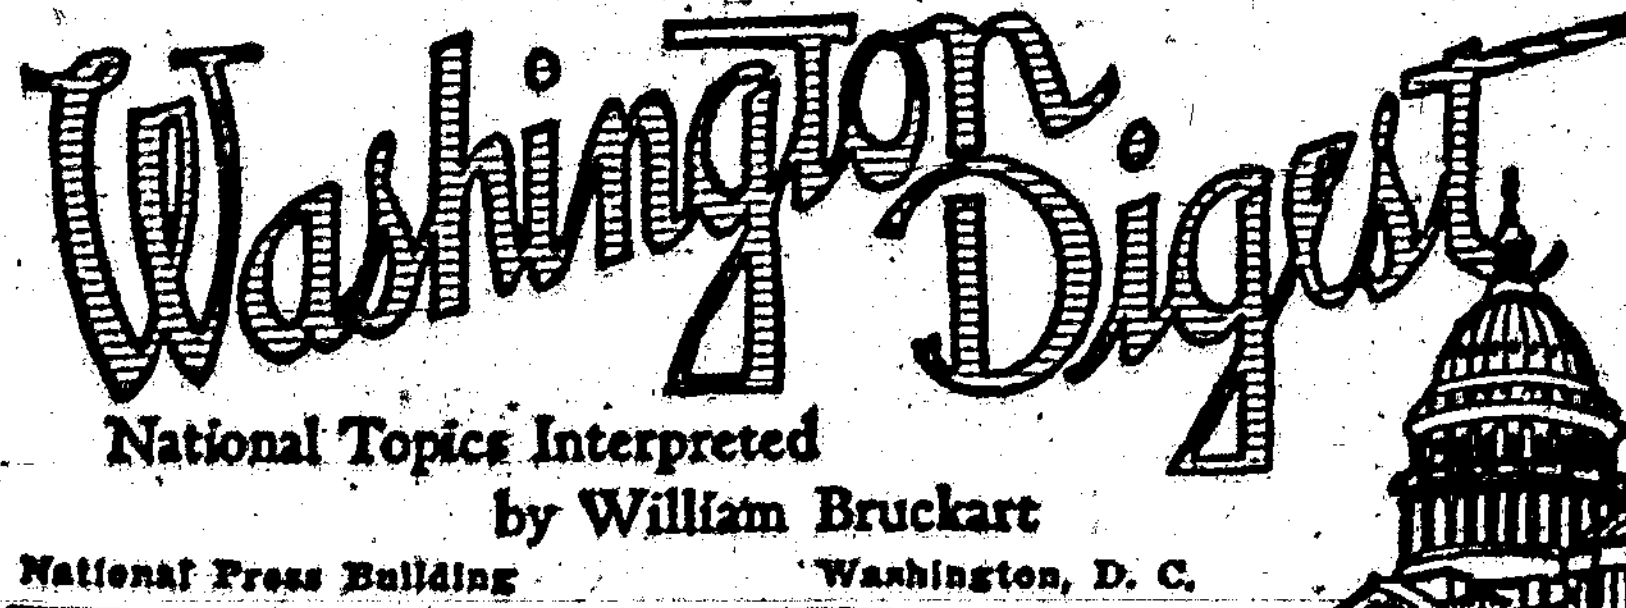 Washington Digest
National Topics Interpreted
by William Bruckart
National Press Building Washington, D. C.